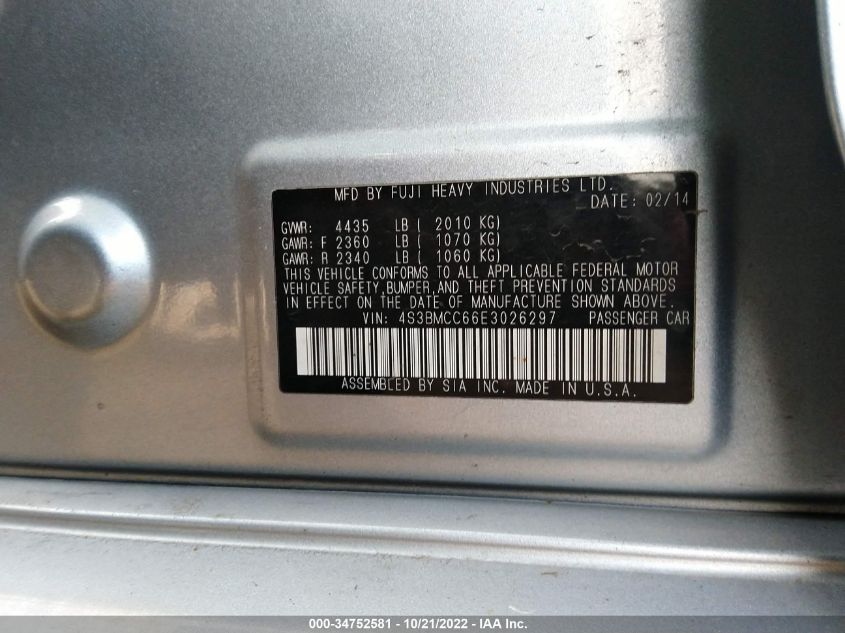 MFD BY FUJI HEAVY INDUSTRIES LTD.
DATE: 02/14
GVWR: 4435 LB ( 2010 KG)
GAWR: F 2360 LB ( 1070 KG)
GAWR: R 2340 LB ( 1060 KG)
THIS VEHICLE CONFORMS TO ALL APPLICABLE FEDERAL MOTOR
VEHICLE SAFETY,BUMPER,AND THEFT PREVENTION STANDARDS
IN EFFECT ON THE DATE OF MANUFACTURE SHOWN ABOVE.
VIN: 4S3BMCC66E3026297 PASSENGER CAR
ASSEMBLED BY SIA INC. MADE IN U.S.A.
000-34752581 - 10/21/2022 - IAA Inc.